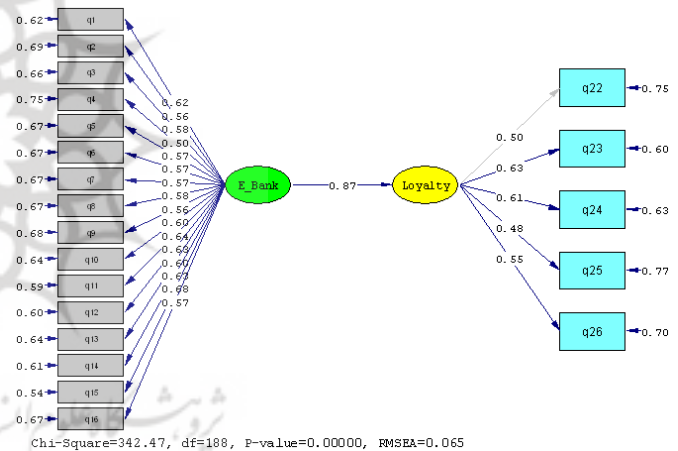 0.62 q1
0.69 q2
0.66 q3
0.75 q4
0.67 q5
0.67 q6
0.67 q7
0.67 q8
0.68 q9
0.64 q10
0.59 q11
0.60 q12
0.64 q13
0.61 q14
0.54 q15
0.67 q16
0.62
0.56
0.58
0.50
0.57
0.57
0.57
0.58
0.56
0.60
0.64
0.63
0.60
0.63
0.68
0.57
E_Bank
0.87
Loyalty
0.50
0.63
0.61
0.48
0.55
q22 0.75
q23 0.60
q24 0.63
q25 0.77
q26 0.70
Chi-Square=342.47, df=188, P-value=0.00000, RMSEA=0.065